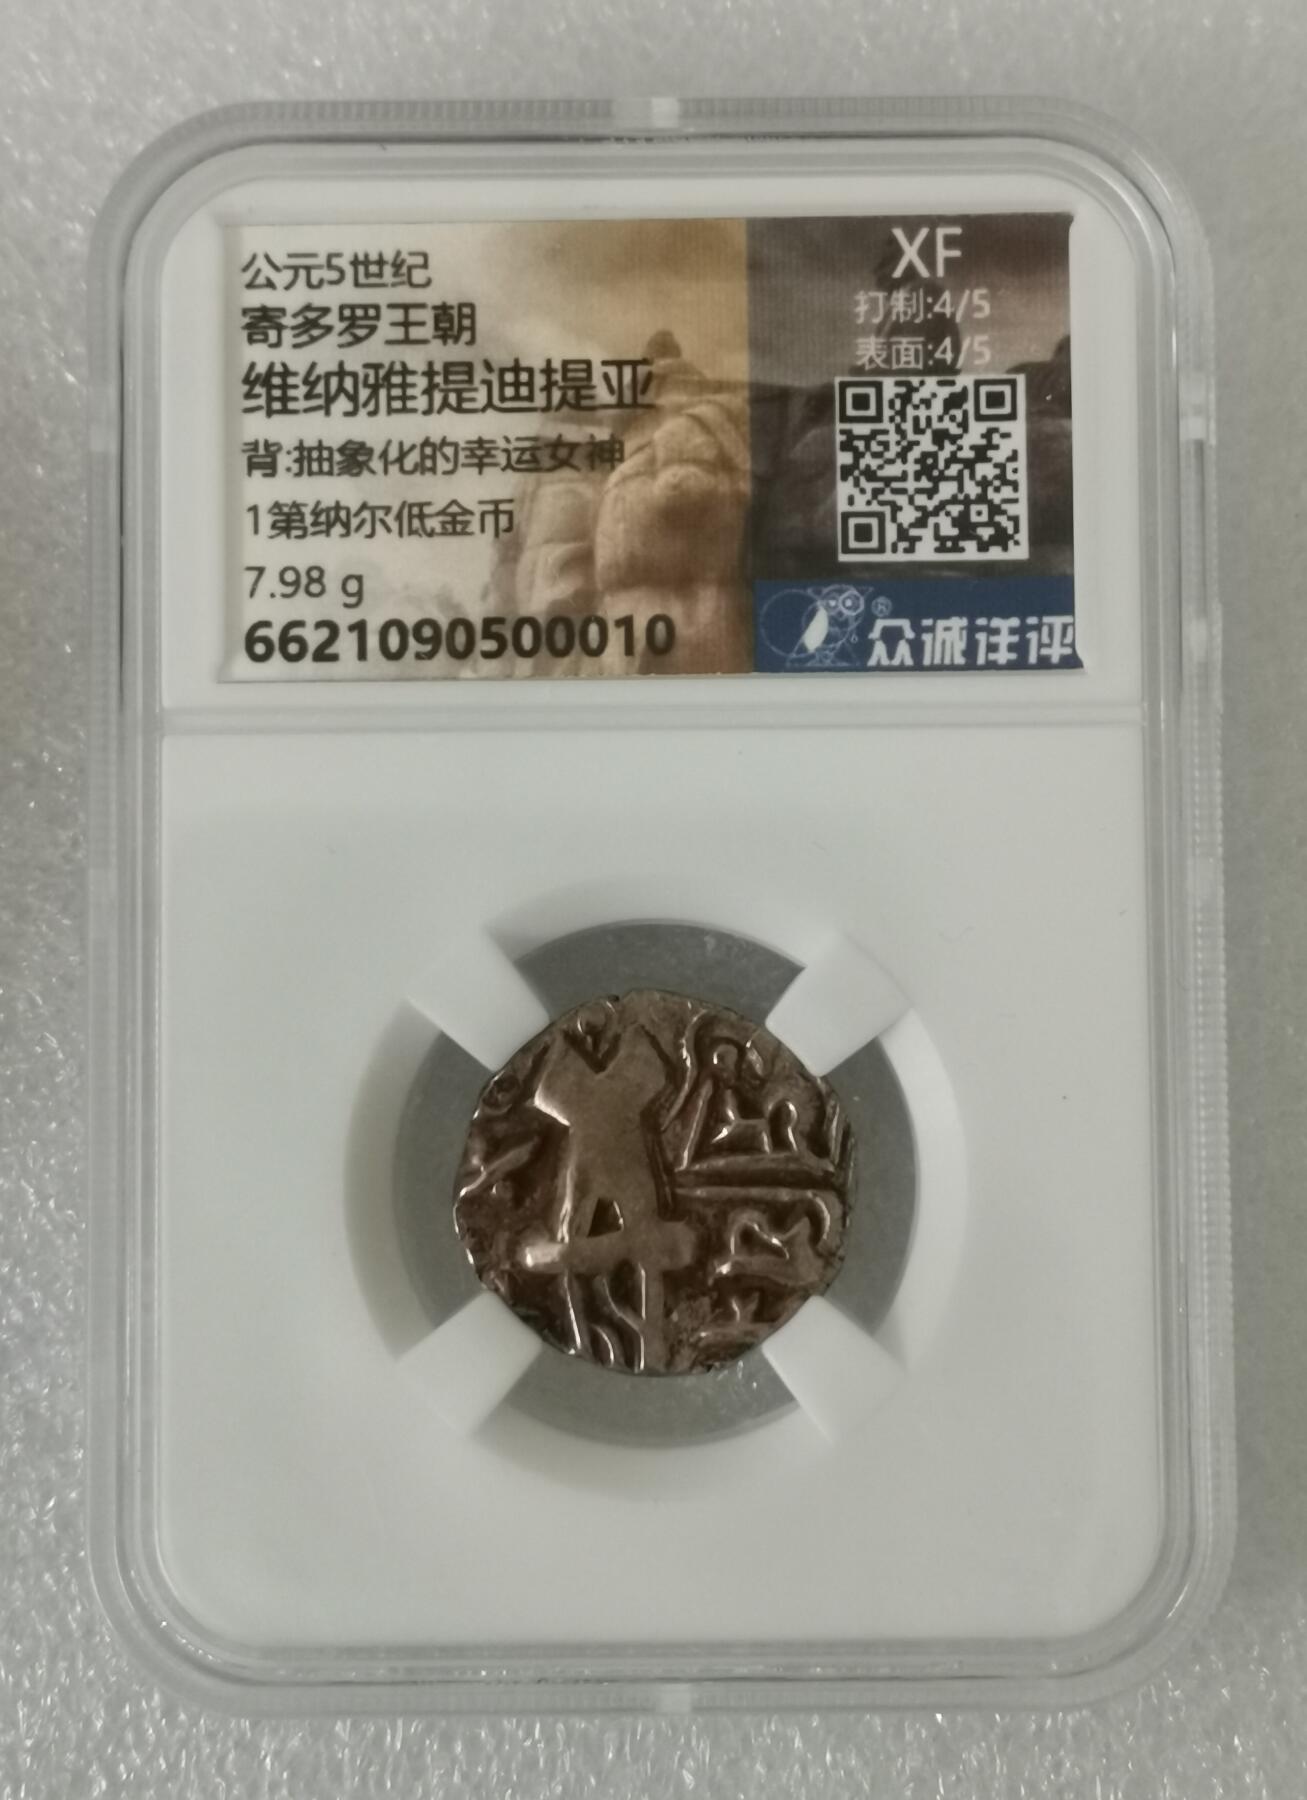 公元5世纪
寄多罗王朝
维纳雅提迪提亚
背:抽象化的幸运女神
1第纳尔低金币
7.98 g
6621090500010
XF
打制:4/5
表面:4/5
®
众诚评评